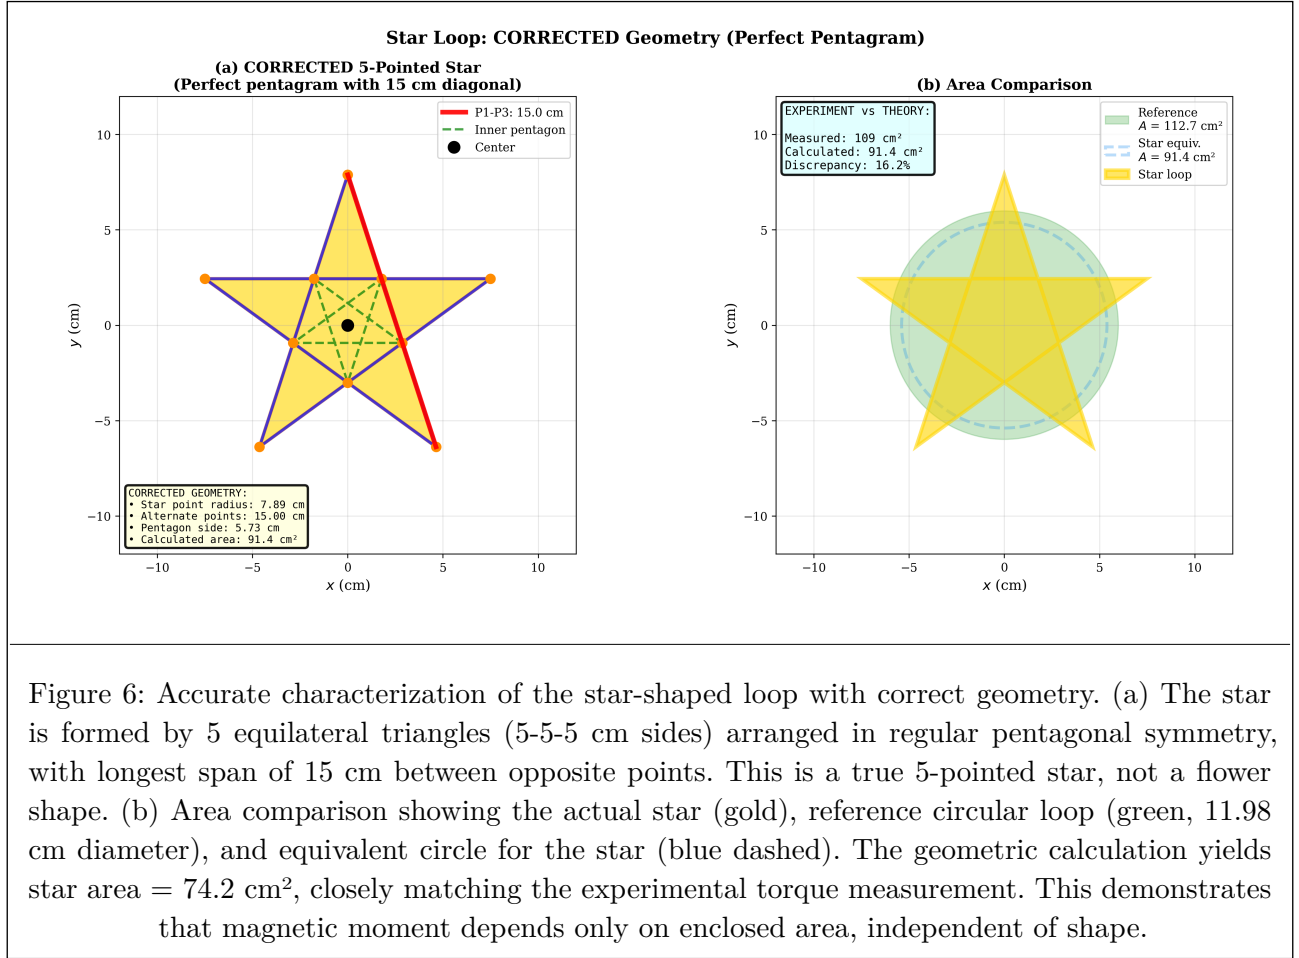 Star Loop: CORRECTED Geometry (Perfect Pentagram)
(a) CORRECTED 5-Pointed Star
(Perfect pentagram with 15 cm diagonal)
P1-P3: 15.0 cm
Inner pentagon
Center
10
5
0
−5
−10
y (cm)
CORRECTED GEOMETRY:
• Star point radius: 7.89 cm
• Alternate points: 15.00 cm
• Pentagon side: 5.73 cm
• Calculated area: 91.4 cm²
−10 −5 0 5 10
x (cm)
(b) Area Comparison
EXPERIMENT vs THEORY:
Measured: 109 cm²
Calculated: 91.4 cm²
Discrepancy: 16.2%
Reference
A = 112.7 cm²
Star equiv.
A = 91.4 cm²
Star loop
10
5
0
−5
−10
y (cm)
−10 −5 0 5 10
x (cm)
Figure 6: Accurate characterization of the star-shaped loop with correct geometry. (a) The star
is formed by 5 equilateral triangles (5-5-5 cm sides) arranged in regular pentagonal symmetry,
with longest span of 15 cm between opposite points. This is a true 5-pointed star, not a flower
shape. (b) Area comparison showing the actual star (gold), reference circular loop (green, 11.98
cm diameter), and equivalent circle for the star (blue dashed). The geometric calculation yields
star area = 74.2 cm², closely matching the experimental torque measurement. This demonstrates
that magnetic moment depends only on enclosed area, independent of shape.